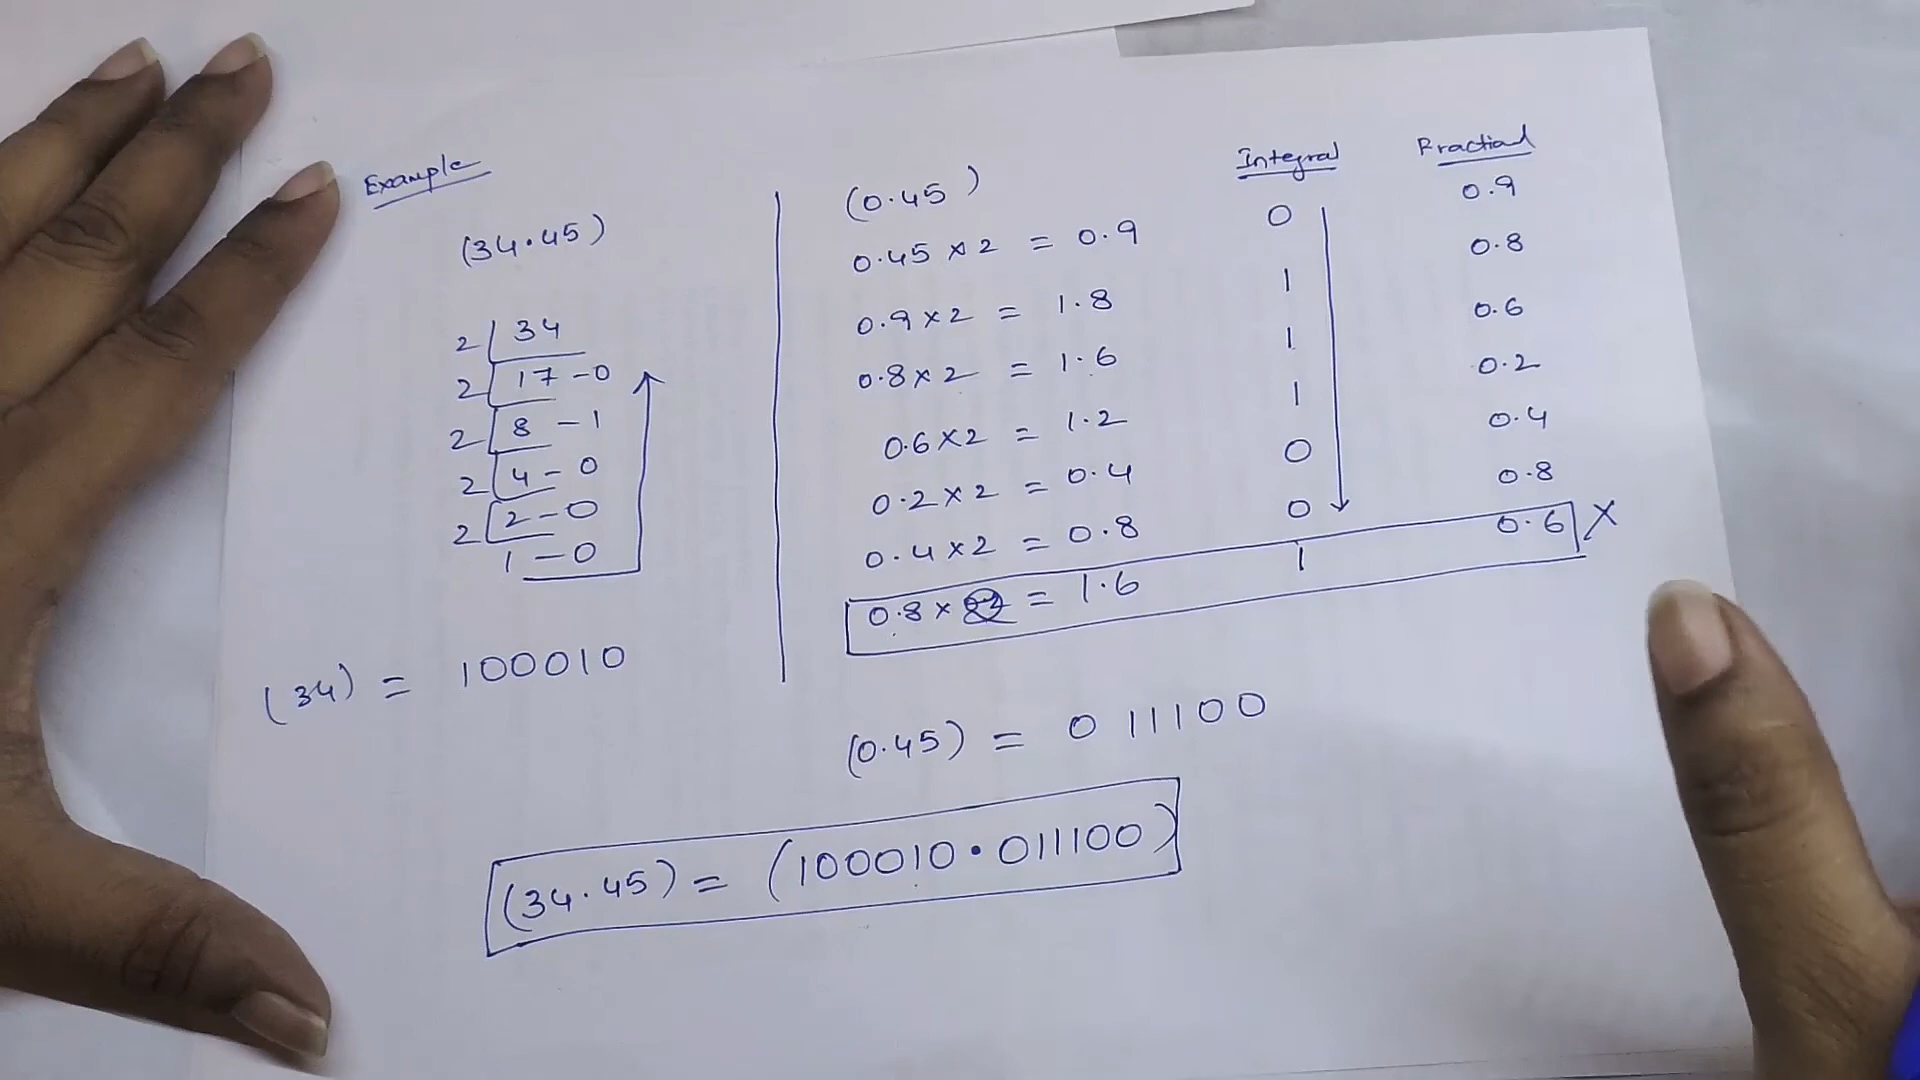 Example
(34.45)
2 34
2 17 - 0
2 8 - 1
2 4 - 0
2 2 - 0
1 - 0
(34) = 100010
(0.45) Integral Fractional
0.45 × 2 = 0.9 0 0.9
0.9 × 2 = 1.8 1 0.8
0.8 × 2 = 1.6 1 0.6
0.6 × 2 = 1.2 1 0.2
0.2 × 2 = 0.4 0 0.4
0.4 × 2 = 0.8 0 0.8
0.8 × = 1.6 1 0.6 X
(0.45) = 011100
(34.45) = (100010.011100)